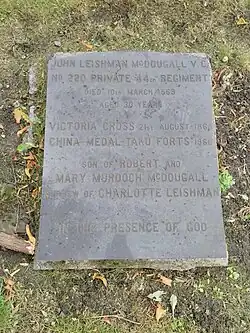 JOHN LEISHMAN McDOUGALL V C
No 220 PRIVATE 44TH REGIMENT
DIED 10TH MARCH 1869
AGED 30 YEARS
VICTORIA CROSS 21ST AUGUST 186
CHINA MEDAL TAKU FORTS 1860
SON OF ROBERT AND
MARY MURDOCH McDOUGALL
OF CHARLOTTE LEISHMAN
IN THE PRESENCE OF GOD